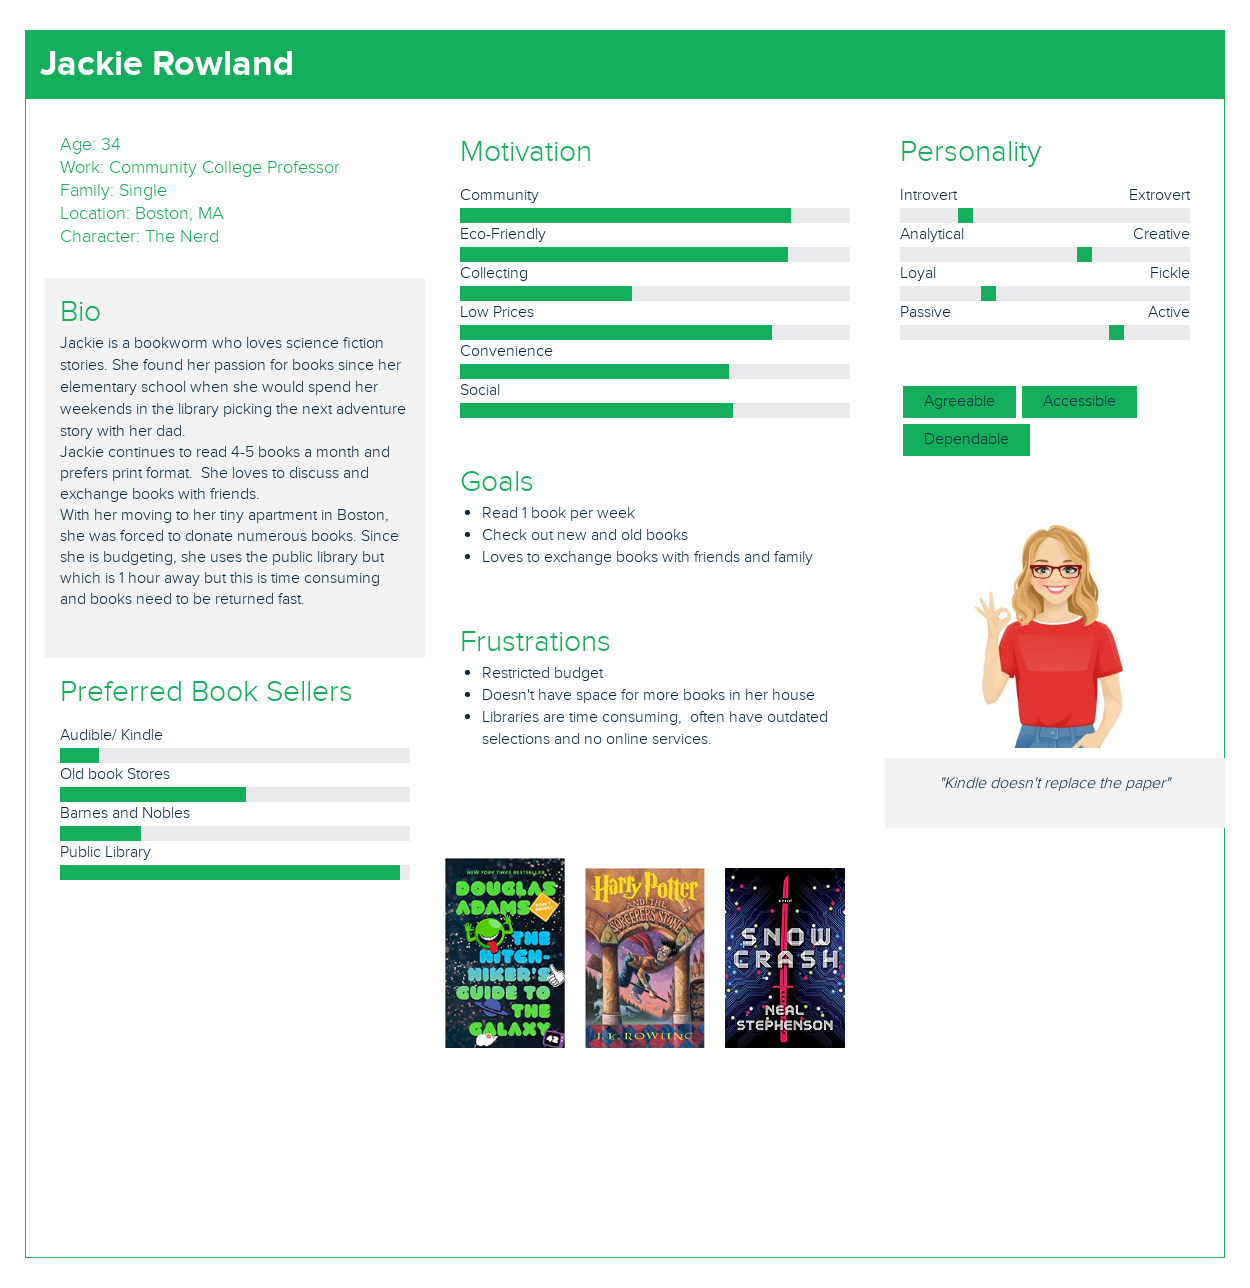 Jackie Rowland
Age: 34
Work: Community College Professor
Family: Single
Location: Boston, MA
Character: The Nerd
Bio
Jackie is a bookworm who loves science fiction
stories. She found her passion for books since her
elementary school when she would spend her
weekends in the library picking the next adventure
story with her dad.
Jackie continues to read 4-5 books a month and
prefers print format.  She loves to discuss and
exchange books with friends.
With her moving to her tiny apartment in Boston,
she was forced to donate numerous books. Since
she is budgeting, she uses the public library but
which is 1 hour away but this is time consuming
and books need to be returned fast.
Preferred Book Sellers
Audible/ Kindle
Old book Stores
Barnes and Nobles
Public Library
Motivation
Community
Eco-Friendly
Collecting
Low Prices
Convenience
Social
Goals
Read 1 book per week
Check out new and old books
Loves to exchange books with friends and family
Frustrations
Restricted budget
Doesn't have space for more books in her house
Libraries are time consuming,  often have outdated
selections and no online services.
NEW YORK TIMES BESTSELLER
DOUGLAS
ADAMS
DON'T
PANIC!
THE
HITCH-
HIKER'S
GUIDE TO
THE
GALAXY
42
Harry Potter
AND THE
SORCERER'S STONE
J. K. ROWLING
SNOW
CRASH
NEAL
STEPHENSON
Personality
Introvert Extrovert
Analytical Creative
Loyal Fickle
Passive Active
Agreeable Accessible
Dependable
"Kindle doesn't replace the paper"